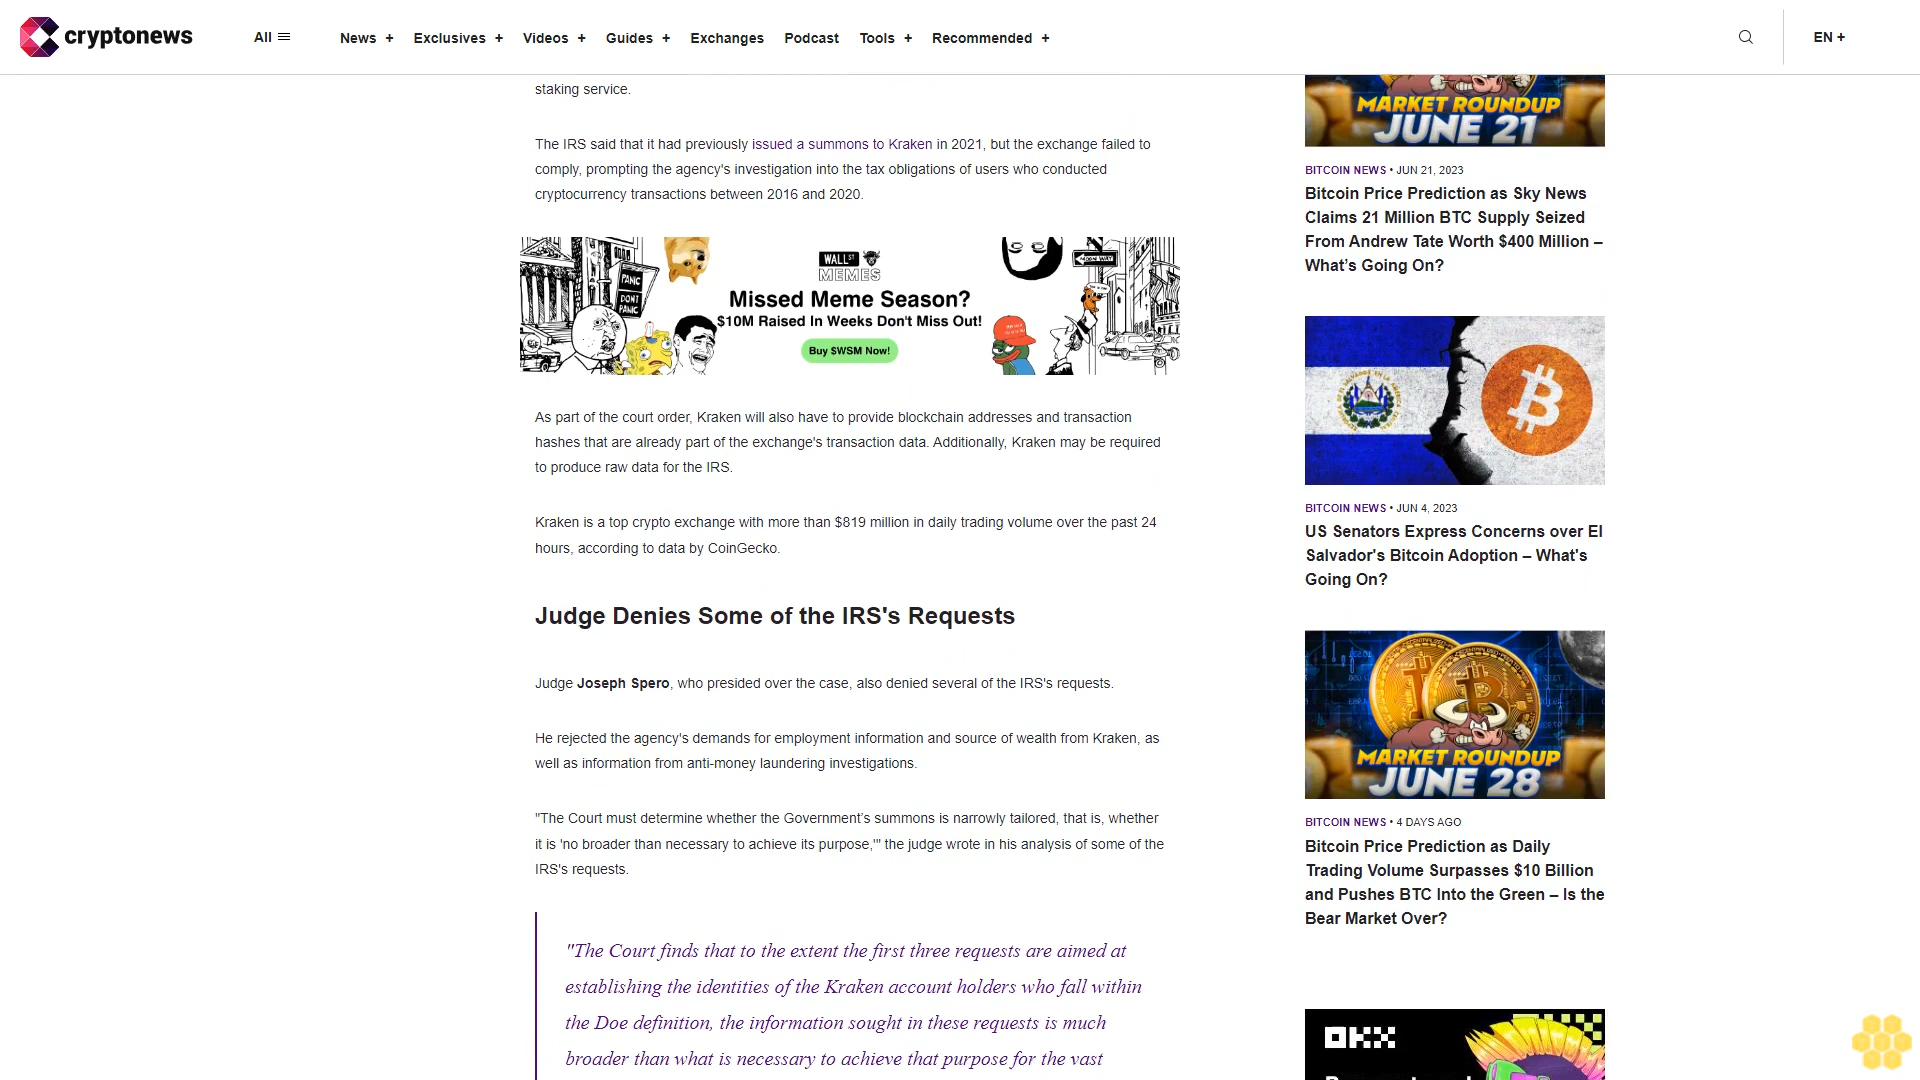 cryptonews
All
News +
Exclusives +
Videos +
Guides +
Exchanges
Podcast
Tools +
Recommended +
EN +
staking service.
The IRS said that it had previously issued a summons to Kraken in 2021, but the exchange failed to
comply, prompting the agency's investigation into the tax obligations of users who conducted
cryptocurrency transactions between 2016 and 2020.
PANIC
DONT
PANIC
WALL ST
MEMES
Missed Meme Season?
$10M Raised In Weeks Don't Miss Out!
Buy $WSM Now!
MOON WAY
As part of the court order, Kraken will also have to provide blockchain addresses and transaction
hashes that are already part of the exchange's transaction data. Additionally, Kraken may be required
to produce raw data for the IRS.
Kraken is a top crypto exchange with more than $819 million in daily trading volume over the past 24
hours, according to data by CoinGecko.
Judge Denies Some of the IRS's Requests
Judge Joseph Spero, who presided over the case, also denied several of the IRS's requests.
He rejected the agency's demands for employment information and source of wealth from Kraken, as
well as information from anti-money laundering investigations.
"The Court must determine whether the Government’s summons is narrowly tailored, that is, whether
it is 'no broader than necessary to achieve its purpose,'" the judge wrote in his analysis of some of the
IRS's requests.
"The Court finds that to the extent the first three requests are aimed at
establishing the identities of the Kraken account holders who fall within
the Doe definition, the information sought in these requests is much
broader than what is necessary to achieve that purpose for the vast
MARKET ROUNDUP
JUNE 21
BITCOIN NEWS • JUN 21, 2023
Bitcoin Price Prediction as Sky News
Claims 21 Million BTC Supply Seized
From Andrew Tate Worth $400 Million –
What’s Going On?
BITCOIN NEWS • JUN 4, 2023
US Senators Express Concerns over El
Salvador's Bitcoin Adoption – What's
Going On?
MARKET ROUNDUP
JUNE 28
BITCOIN NEWS • 4 DAYS AGO
Bitcoin Price Prediction as Daily
Trading Volume Surpasses $10 Billion
and Pushes BTC Into the Green – Is the
Bear Market Over?
OKX